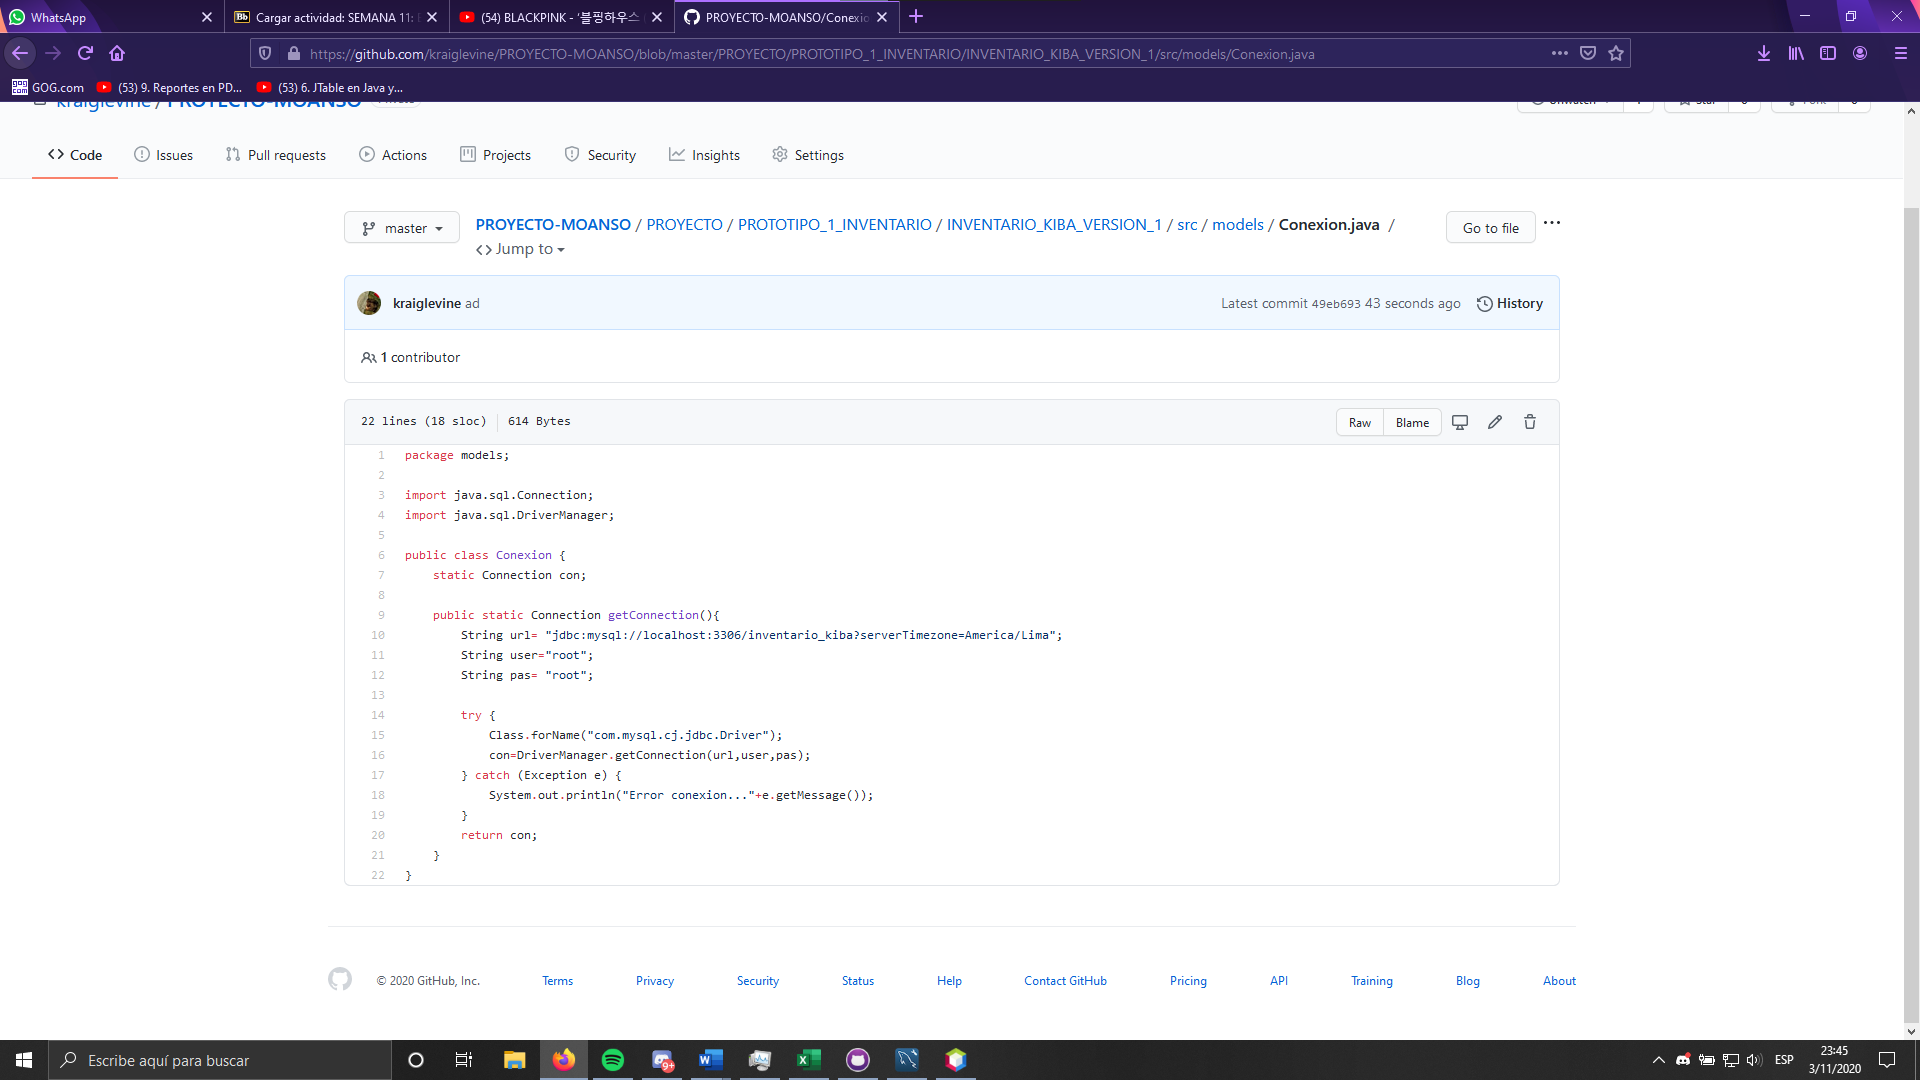 WhatsApp
Bb Cargar actividad: SEMANA 11:
(54) BLACKPINK - '블핑하우스
PROYECTO-MOANSO/Conexio
https://github.com/kraiglevine/PROYECTO-MOANSO/blob/master/PROYECTO/PROTOTIPO_1_INVENTARIO/INVENTARIO_KIBA_VERSION_1/src/models/Conexion.java
GOG.com
(53) 9. Reportes en PD...
(53) 6. JTable en Java y...
kraiglevine / PROYECTO-MOANSO
Code
Issues
Pull requests
Actions
Projects
Security
Insights
Settings
master
PROYECTO-MOANSO / PROYECTO / PROTOTIPO_1_INVENTARIO / INVENTARIO_KIBA_VERSION_1 / src / models / Conexion.java /
<> Jump to
Go to file
kraiglevine ad
Latest commit 49eb693 43 seconds ago
History
1 contributor
22 lines (18 sloc)
614 Bytes
Raw
Blame
1 package models;
2
3 import java.sql.Connection;
4 import java.sql.DriverManager;
5
6 public class Conexion {
7 static Connection con;
8
9 public static Connection getConnection(){
10 String url= "jdbc:mysql://localhost:3306/inventario_kiba?serverTimezone=America/Lima";
11 String user="root";
12 String pas= "root";
13
14 try {
15 Class.forName("com.mysql.cj.jdbc.Driver");
16 con=DriverManager.getConnection(url,user,pas);
17 } catch (Exception e) {
18 System.out.println("Error conexion..."+e.getMessage());
19 }
20 return con;
21 }
22 }
© 2020 GitHub, Inc.
Terms
Privacy
Security
Status
Help
Contact GitHub
Pricing
API
Training
Blog
About
Escribe aquí para buscar
9+
ESP
23:45
3/11/2020